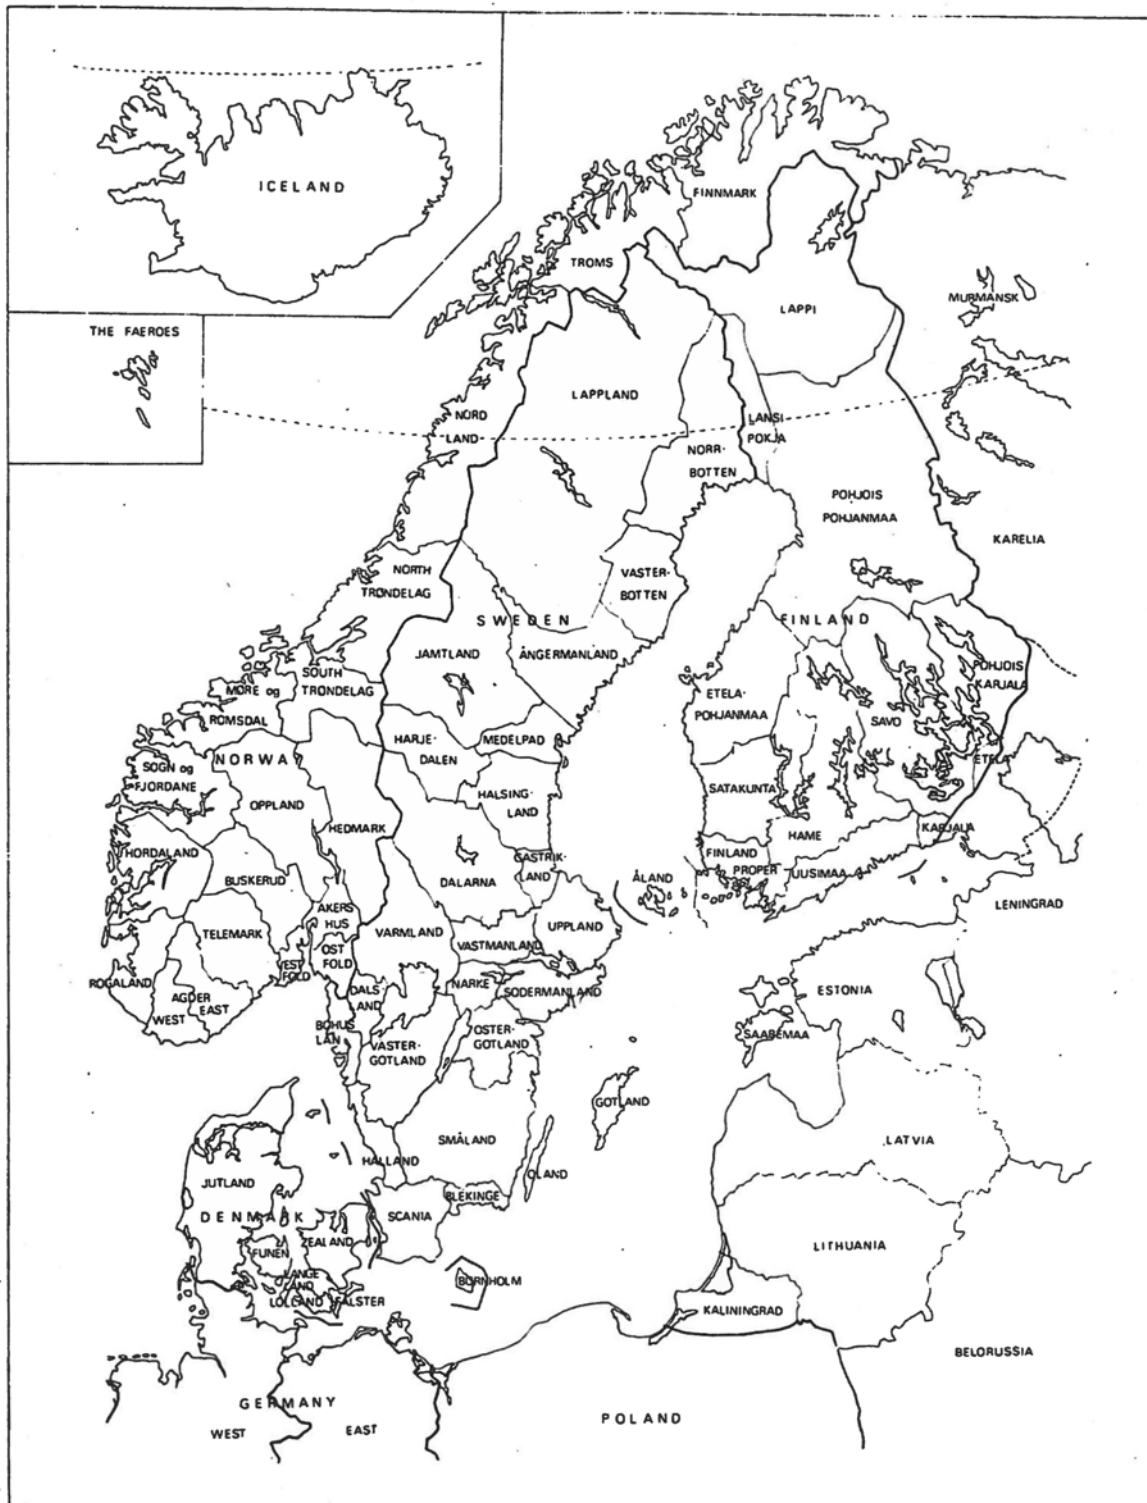 ICELAND
THE FAEROES
FINNMARK
TROMS
LAPPI
MURMANSK
LAPPLAND
NORD
LAND
LANSI
POKJA
NORR-
BOTTEN
POHJOIS
POHJANMAA
KARELIA
NORTH
TRONDELAG
VASTER-
BOTTEN
SWEDEN
FINLAND
JAMTLAND
ÅNGERMANLAND
SOUTH
TRONDELAG
MORE og
ROMSDAL
POHJOIS
KARJALA
ETELA-
POHJANMAA
SAVO
HARJE-
DALEN
MEDELPAD
NORWAY
SOGN og
FJORDANE
OPPLAND
HALSING-
LAND
SATAKUNTA
ETELA
KARJALA
HEDMARK
HAME
HORDALAND
BUSKERUD
DALARNA
GASTRIK-
LAND
FINLAND
PROPER
UUSIMAA
ÅLAND
AKERS
HUS
LENINGRAD
TELEMARK
OST
FOLD
VARMLAND
VASTMANLAND
UPPLAND
VEST
FOLD
ROGALAND
AGDER
WEST
EAST
DALS
LAND
NARKE
SODERMANLAND
ESTONIA
BOHUS
LAN
VASTER-
GOTLAND
OSTER-
GOTLAND
SAAREMAA
GOTLAND
SMÅLAND
LATVIA
HALLAND
OLAND
JUTLAND
BLEKINGE
DENMARK
SCANIA
ZEALAND
FUNEN
LITHUANIA
LANGE
LAND
BORNHOLM
LOLLAND
FALSTER
KALININGRAD
BELORUSSIA
GERMANY
WEST
EAST
POLAND